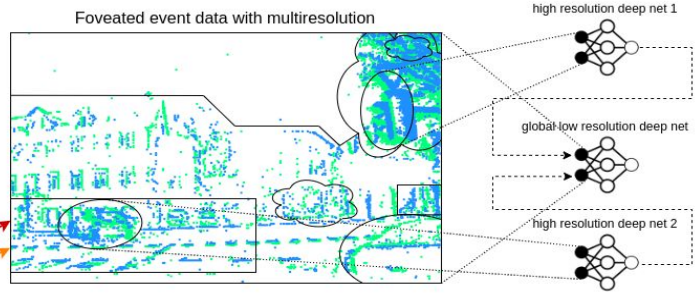 high resolution deep net 1
Foveated event data with multiresolution
global low resolution deep net
high resolution deep net 2